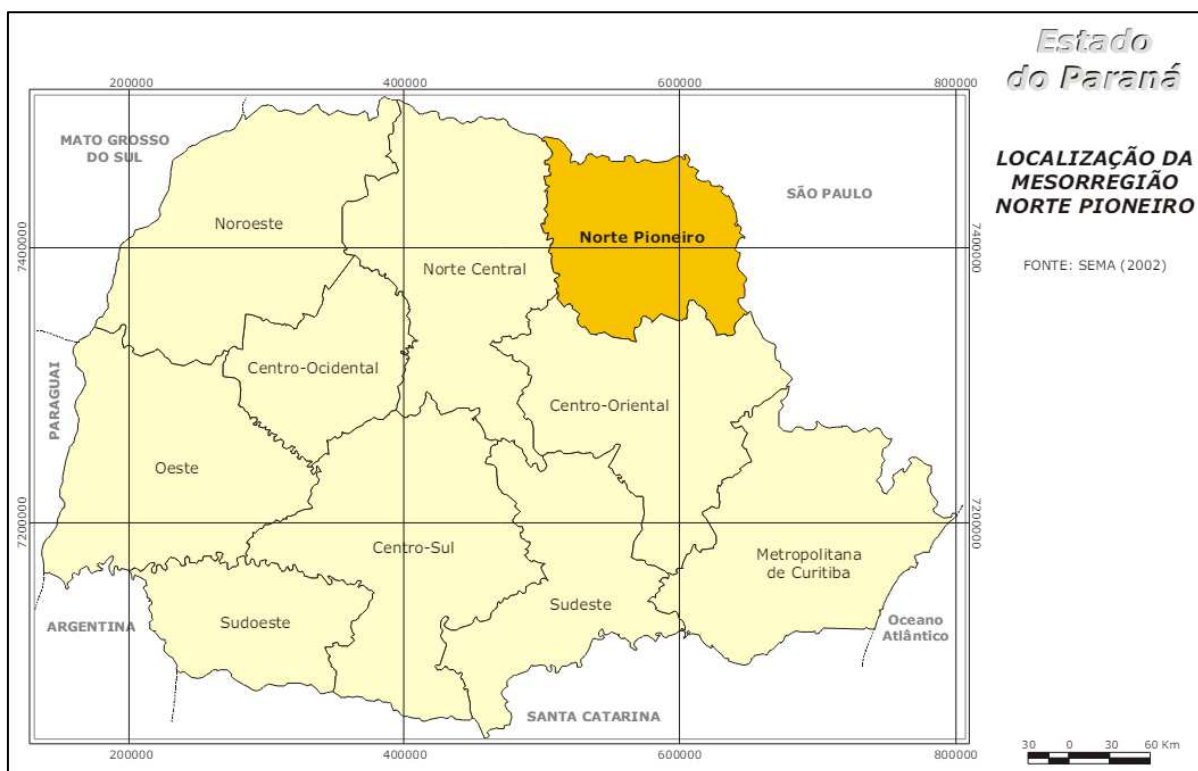 Estado
do Paraná
LOCALIZAÇÃO DA
MESORREGIÃO
NORTE PIONEIRO
FONTE: SEMA (2002)
200000
400000
600000
800000
MATO GROSSO
DO SUL
SÃO PAULO
Noroeste
Norte Pioneiro
7400000
7400000
Norte Central
Centro-Ocidental
PARAGUAI
Centro-Oriental
Oeste
7200000
7200000
Centro-Sul
Metropolitana
de Curitiba
Sudeste
ARGENTINA
Sudoeste
Oceano
Atlântico
SANTA CATARINA
200000
400000
600000
800000
30 0 30 60 Km